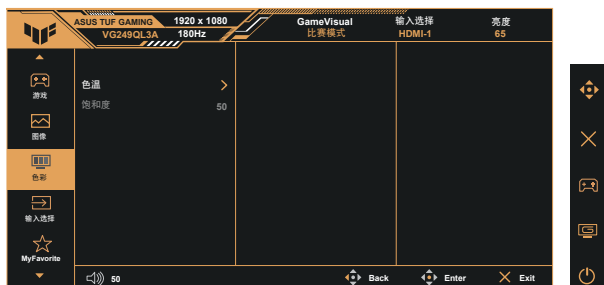 ASUS TUF GAMING 1920 x 1080
VG249QL3A 180Hz
GameVisual
比赛模式
输入选择
HDMI-1
亮度
65
游戏
图像
色彩
输入选择
MyFavorite
色温
饱和度 50
50
Back Enter Exit